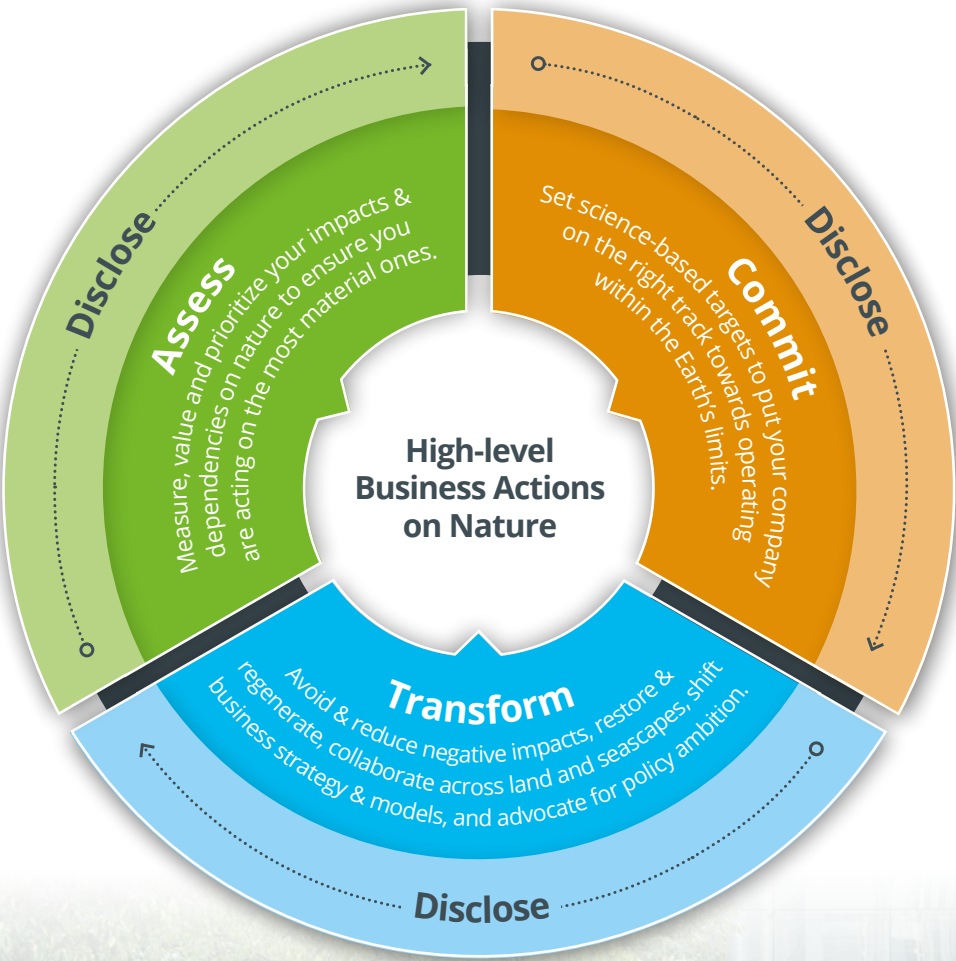 High-level
Business Actions
on Nature
Disclose
Assess
Measure, value and prioritize your impacts &
dependencies on nature to ensure you
are acting on the most material ones.
Disclose
Commit
Set science-based targets to put your company
on the right track towards operating
within the Earth's limits.
Transform
Avoid & reduce negative impacts, restore &
regenerate, collaborate across land and seascapes, shift
business strategy & models, and advocate for policy ambition.
Disclose